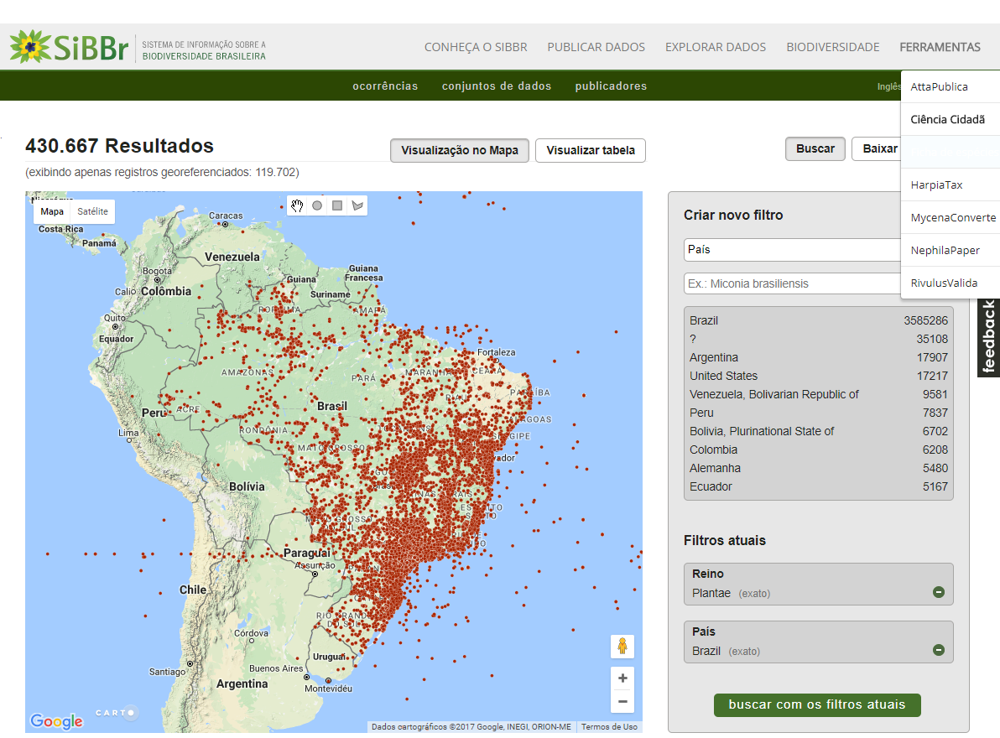 SiBBr
SISTEMA DE INFORMAÇÃO SOBRE A
BIODIVERSIDADE BRASILEIRA
CONHEÇA O SIBBR
PUBLICAR DADOS
EXPLORAR DADOS
BIODIVERSIDADE
FERRAMENTAS
ocorrências
conjuntos de dados
publicadores
Inglês
AttaPublica
Ciência Cidadã
HarpiaTax
MycenaConverte
NephilaPaper
RivulusValida
430.667 Resultados
(exibindo apenas registros georeferenciados: 119.702)
Visualização no Mapa
Visualizar tabela
Buscar
Baixar
Mapa
Satélite
Caracas
Costa Rica
Panamá
Venezuela
Bogotá
Guiana
Guiana
Francesa
Calio
Colômbia
Suriname
RORAIMA
AMAPÁ
Quito
Equador
Fortaleza
AMAZONAS
PARÁ
MARANHÃO
CEARÁ
PARAÍBA
Peru
ACRE
Brasil
ALAGOAS
Lima
RONDÔNIA
MATO GROSSO
Bolívia
Paraguai
Assunção
Chile
RIO GRANDE
DO SUL
Córdova
Uruguai
Santiago
Buenos Aires
Argentina
Montevidéu
Google
CARTO
Dados cartográficos ©2017 Google, INEGI, ORION-ME
Termos de Uso
Criar novo filtro
País
Ex.: Miconia brasiliensis
Brazil 3585286
? 35108
Argentina 17907
United States 17217
Venezuela, Bolivarian Republic of 9581
Peru 7837
Bolivia, Plurinational State of 6702
Colombia 6208
Alemanha 5480
Ecuador 5167
feedback
Filtros atuais
Reino
Plantae (exato)
País
Brazil (exato)
buscar com os filtros atuais